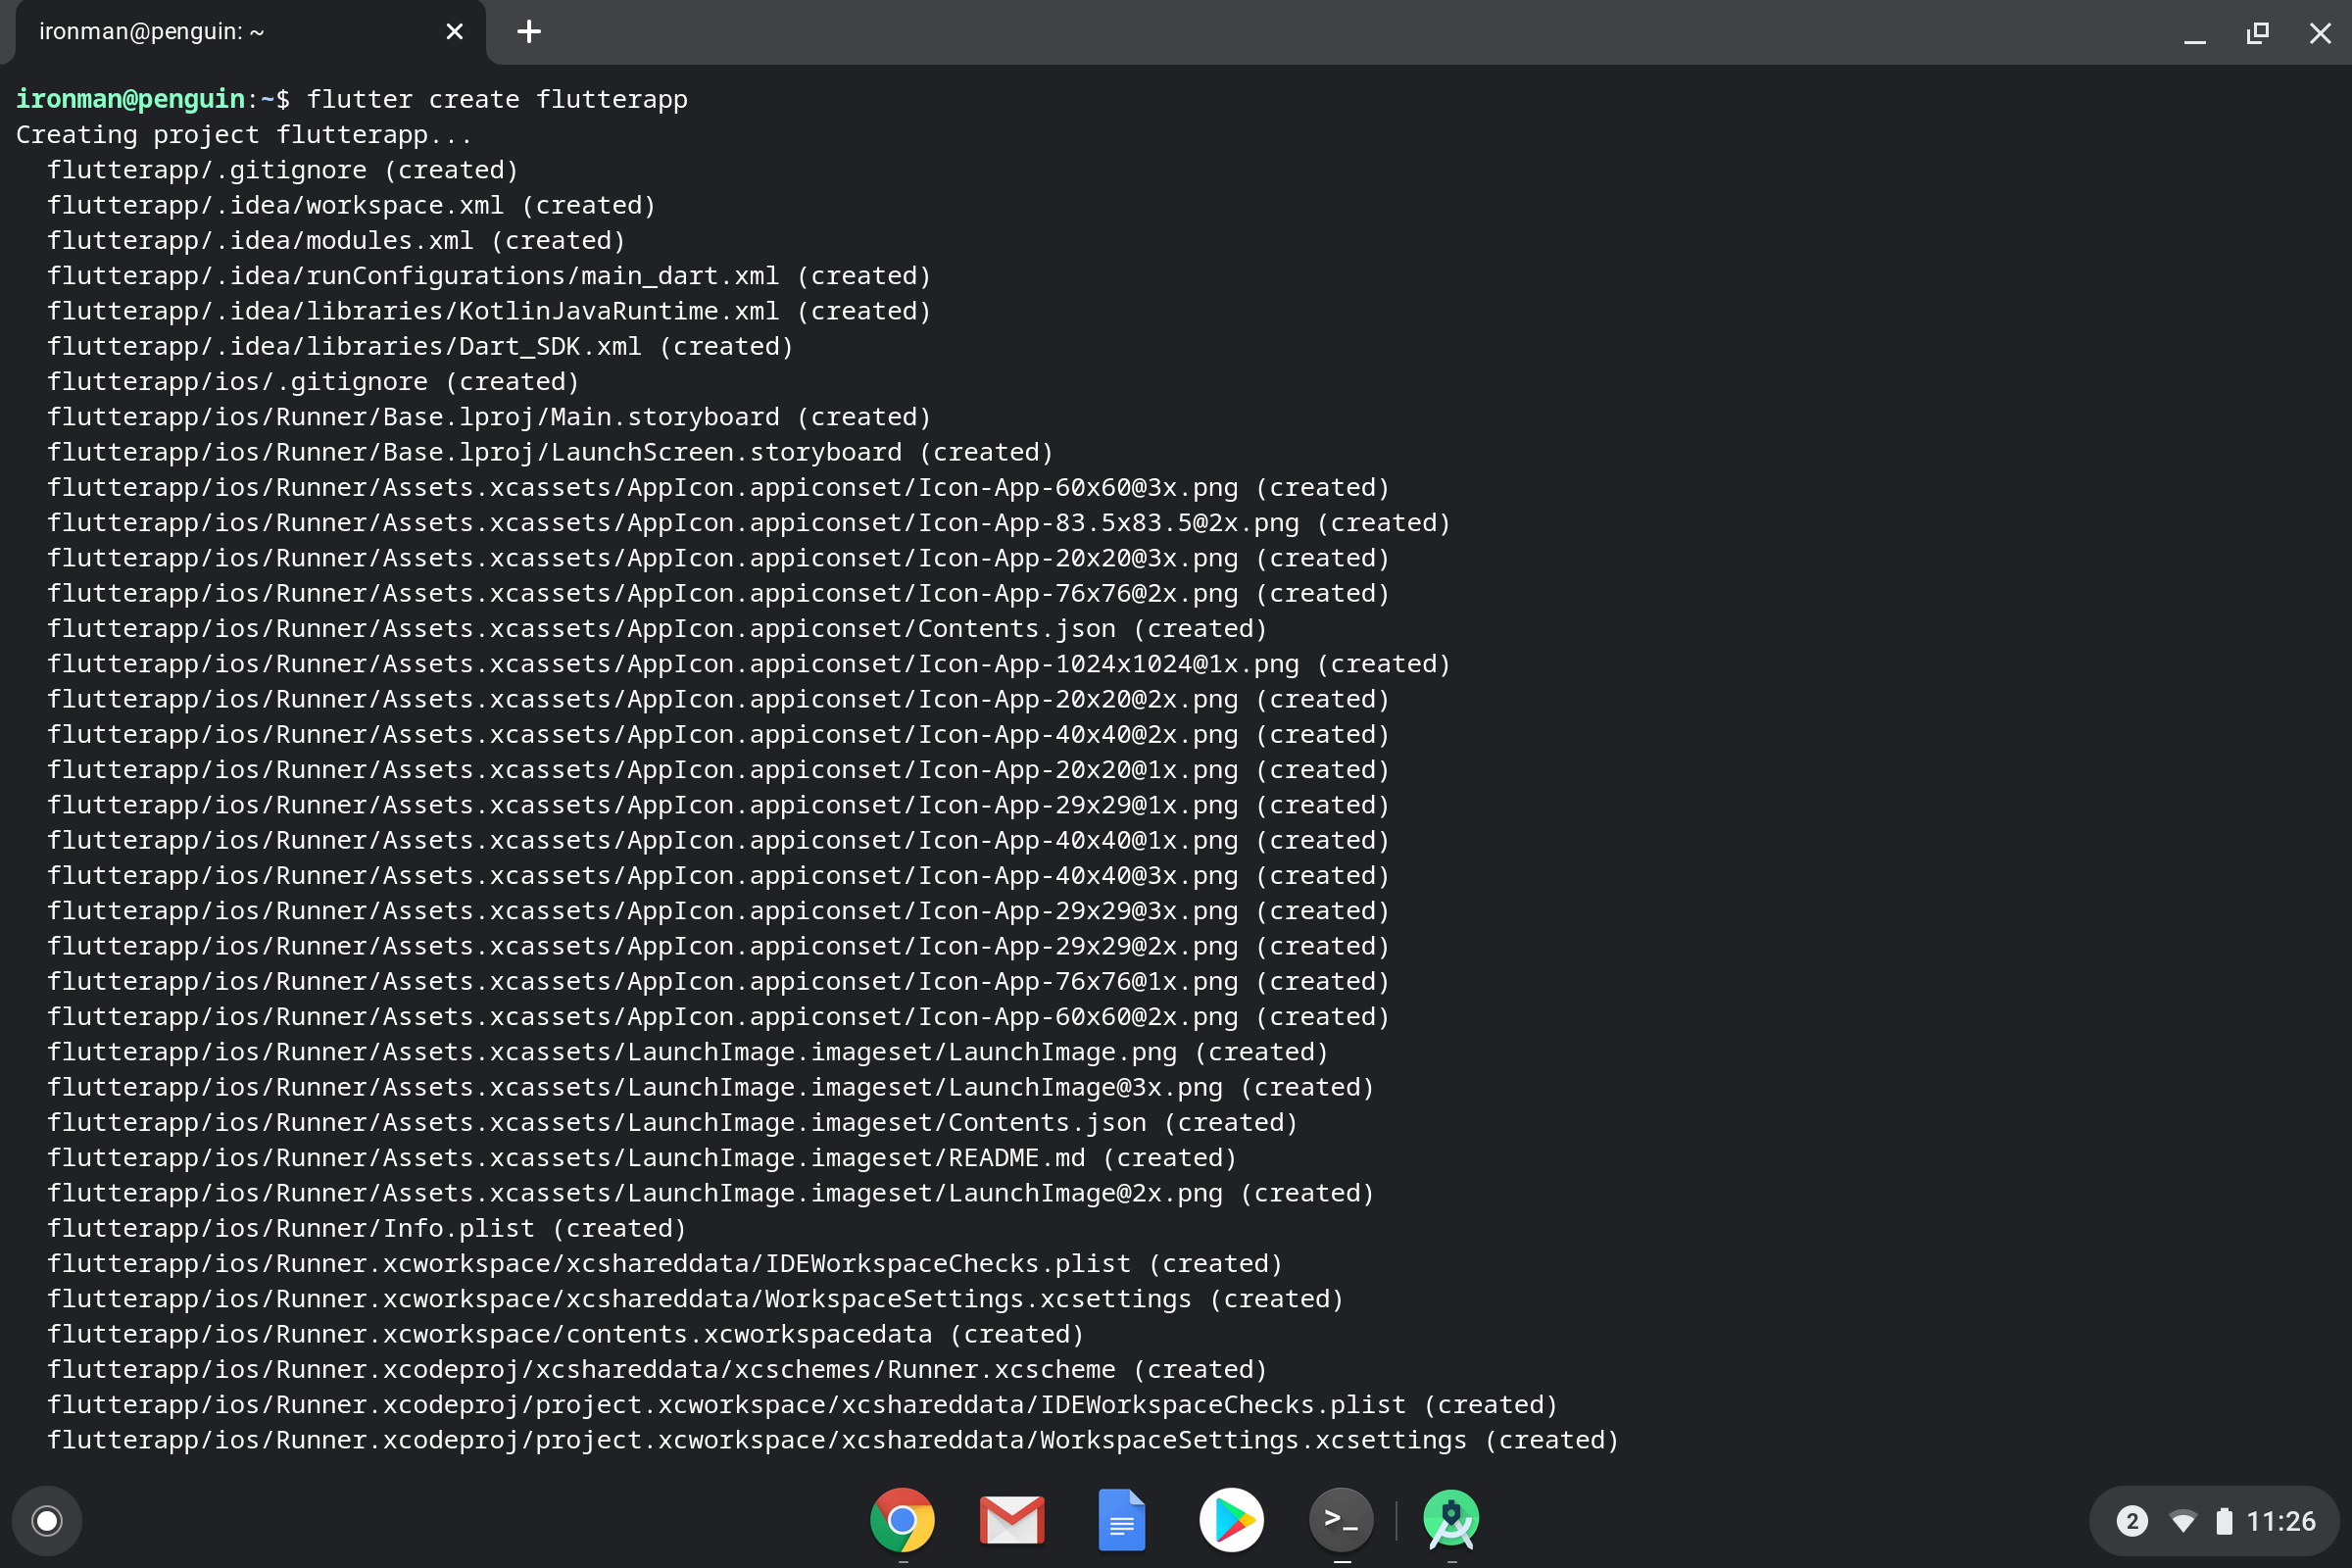 ironman@penguin: ~
ironman@penguin:~$ flutter create flutterapp
Creating project flutterapp...
  flutterapp/.gitignore (created)
  flutterapp/.idea/workspace.xml (created)
  flutterapp/.idea/modules.xml (created)
  flutterapp/.idea/runConfigurations/main_dart.xml (created)
  flutterapp/.idea/libraries/KotlinJavaRuntime.xml (created)
  flutterapp/.idea/libraries/Dart_SDK.xml (created)
  flutterapp/ios/.gitignore (created)
  flutterapp/ios/Runner/Base.lproj/Main.storyboard (created)
  flutterapp/ios/Runner/Base.lproj/LaunchScreen.storyboard (created)
  flutterapp/ios/Runner/Assets.xcassets/AppIcon.appiconset/Icon-App-60x60@3x.png (created)
  flutterapp/ios/Runner/Assets.xcassets/AppIcon.appiconset/Icon-App-83.5x83.5@2x.png (created)
  flutterapp/ios/Runner/Assets.xcassets/AppIcon.appiconset/Icon-App-20x20@3x.png (created)
  flutterapp/ios/Runner/Assets.xcassets/AppIcon.appiconset/Icon-App-76x76@2x.png (created)
  flutterapp/ios/Runner/Assets.xcassets/AppIcon.appiconset/Contents.json (created)
  flutterapp/ios/Runner/Assets.xcassets/AppIcon.appiconset/Icon-App-1024x1024@1x.png (created)
  flutterapp/ios/Runner/Assets.xcassets/AppIcon.appiconset/Icon-App-20x20@2x.png (created)
  flutterapp/ios/Runner/Assets.xcassets/AppIcon.appiconset/Icon-App-40x40@2x.png (created)
  flutterapp/ios/Runner/Assets.xcassets/AppIcon.appiconset/Icon-App-20x20@1x.png (created)
  flutterapp/ios/Runner/Assets.xcassets/AppIcon.appiconset/Icon-App-29x29@1x.png (created)
  flutterapp/ios/Runner/Assets.xcassets/AppIcon.appiconset/Icon-App-40x40@1x.png (created)
  flutterapp/ios/Runner/Assets.xcassets/AppIcon.appiconset/Icon-App-40x40@3x.png (created)
  flutterapp/ios/Runner/Assets.xcassets/AppIcon.appiconset/Icon-App-29x29@3x.png (created)
  flutterapp/ios/Runner/Assets.xcassets/AppIcon.appiconset/Icon-App-29x29@2x.png (created)
  flutterapp/ios/Runner/Assets.xcassets/AppIcon.appiconset/Icon-App-76x76@1x.png (created)
  flutterapp/ios/Runner/Assets.xcassets/AppIcon.appiconset/Icon-App-60x60@2x.png (created)
  flutterapp/ios/Runner/Assets.xcassets/LaunchImage.imageset/LaunchImage.png (created)
  flutterapp/ios/Runner/Assets.xcassets/LaunchImage.imageset/LaunchImage@3x.png (created)
  flutterapp/ios/Runner/Assets.xcassets/LaunchImage.imageset/Contents.json (created)
  flutterapp/ios/Runner/Assets.xcassets/LaunchImage.imageset/README.md (created)
  flutterapp/ios/Runner/Assets.xcassets/LaunchImage.imageset/LaunchImage@2x.png (created)
  flutterapp/ios/Runner/Info.plist (created)
  flutterapp/ios/Runner.xcworkspace/xcshareddata/IDEWorkspaceChecks.plist (created)
  flutterapp/ios/Runner.xcworkspace/xcshareddata/WorkspaceSettings.xcsettings (created)
  flutterapp/ios/Runner.xcworkspace/contents.xcworkspacedata (created)
  flutterapp/ios/Runner.xcodeproj/xcshareddata/xcschemes/Runner.xcscheme (created)
  flutterapp/ios/Runner.xcodeproj/project.xcworkspace/xcshareddata/IDEWorkspaceChecks.plist (created)
  flutterapp/ios/Runner.xcodeproj/project.xcworkspace/xcshareddata/WorkspaceSettings.xcsettings (created)
>_
2 11:26